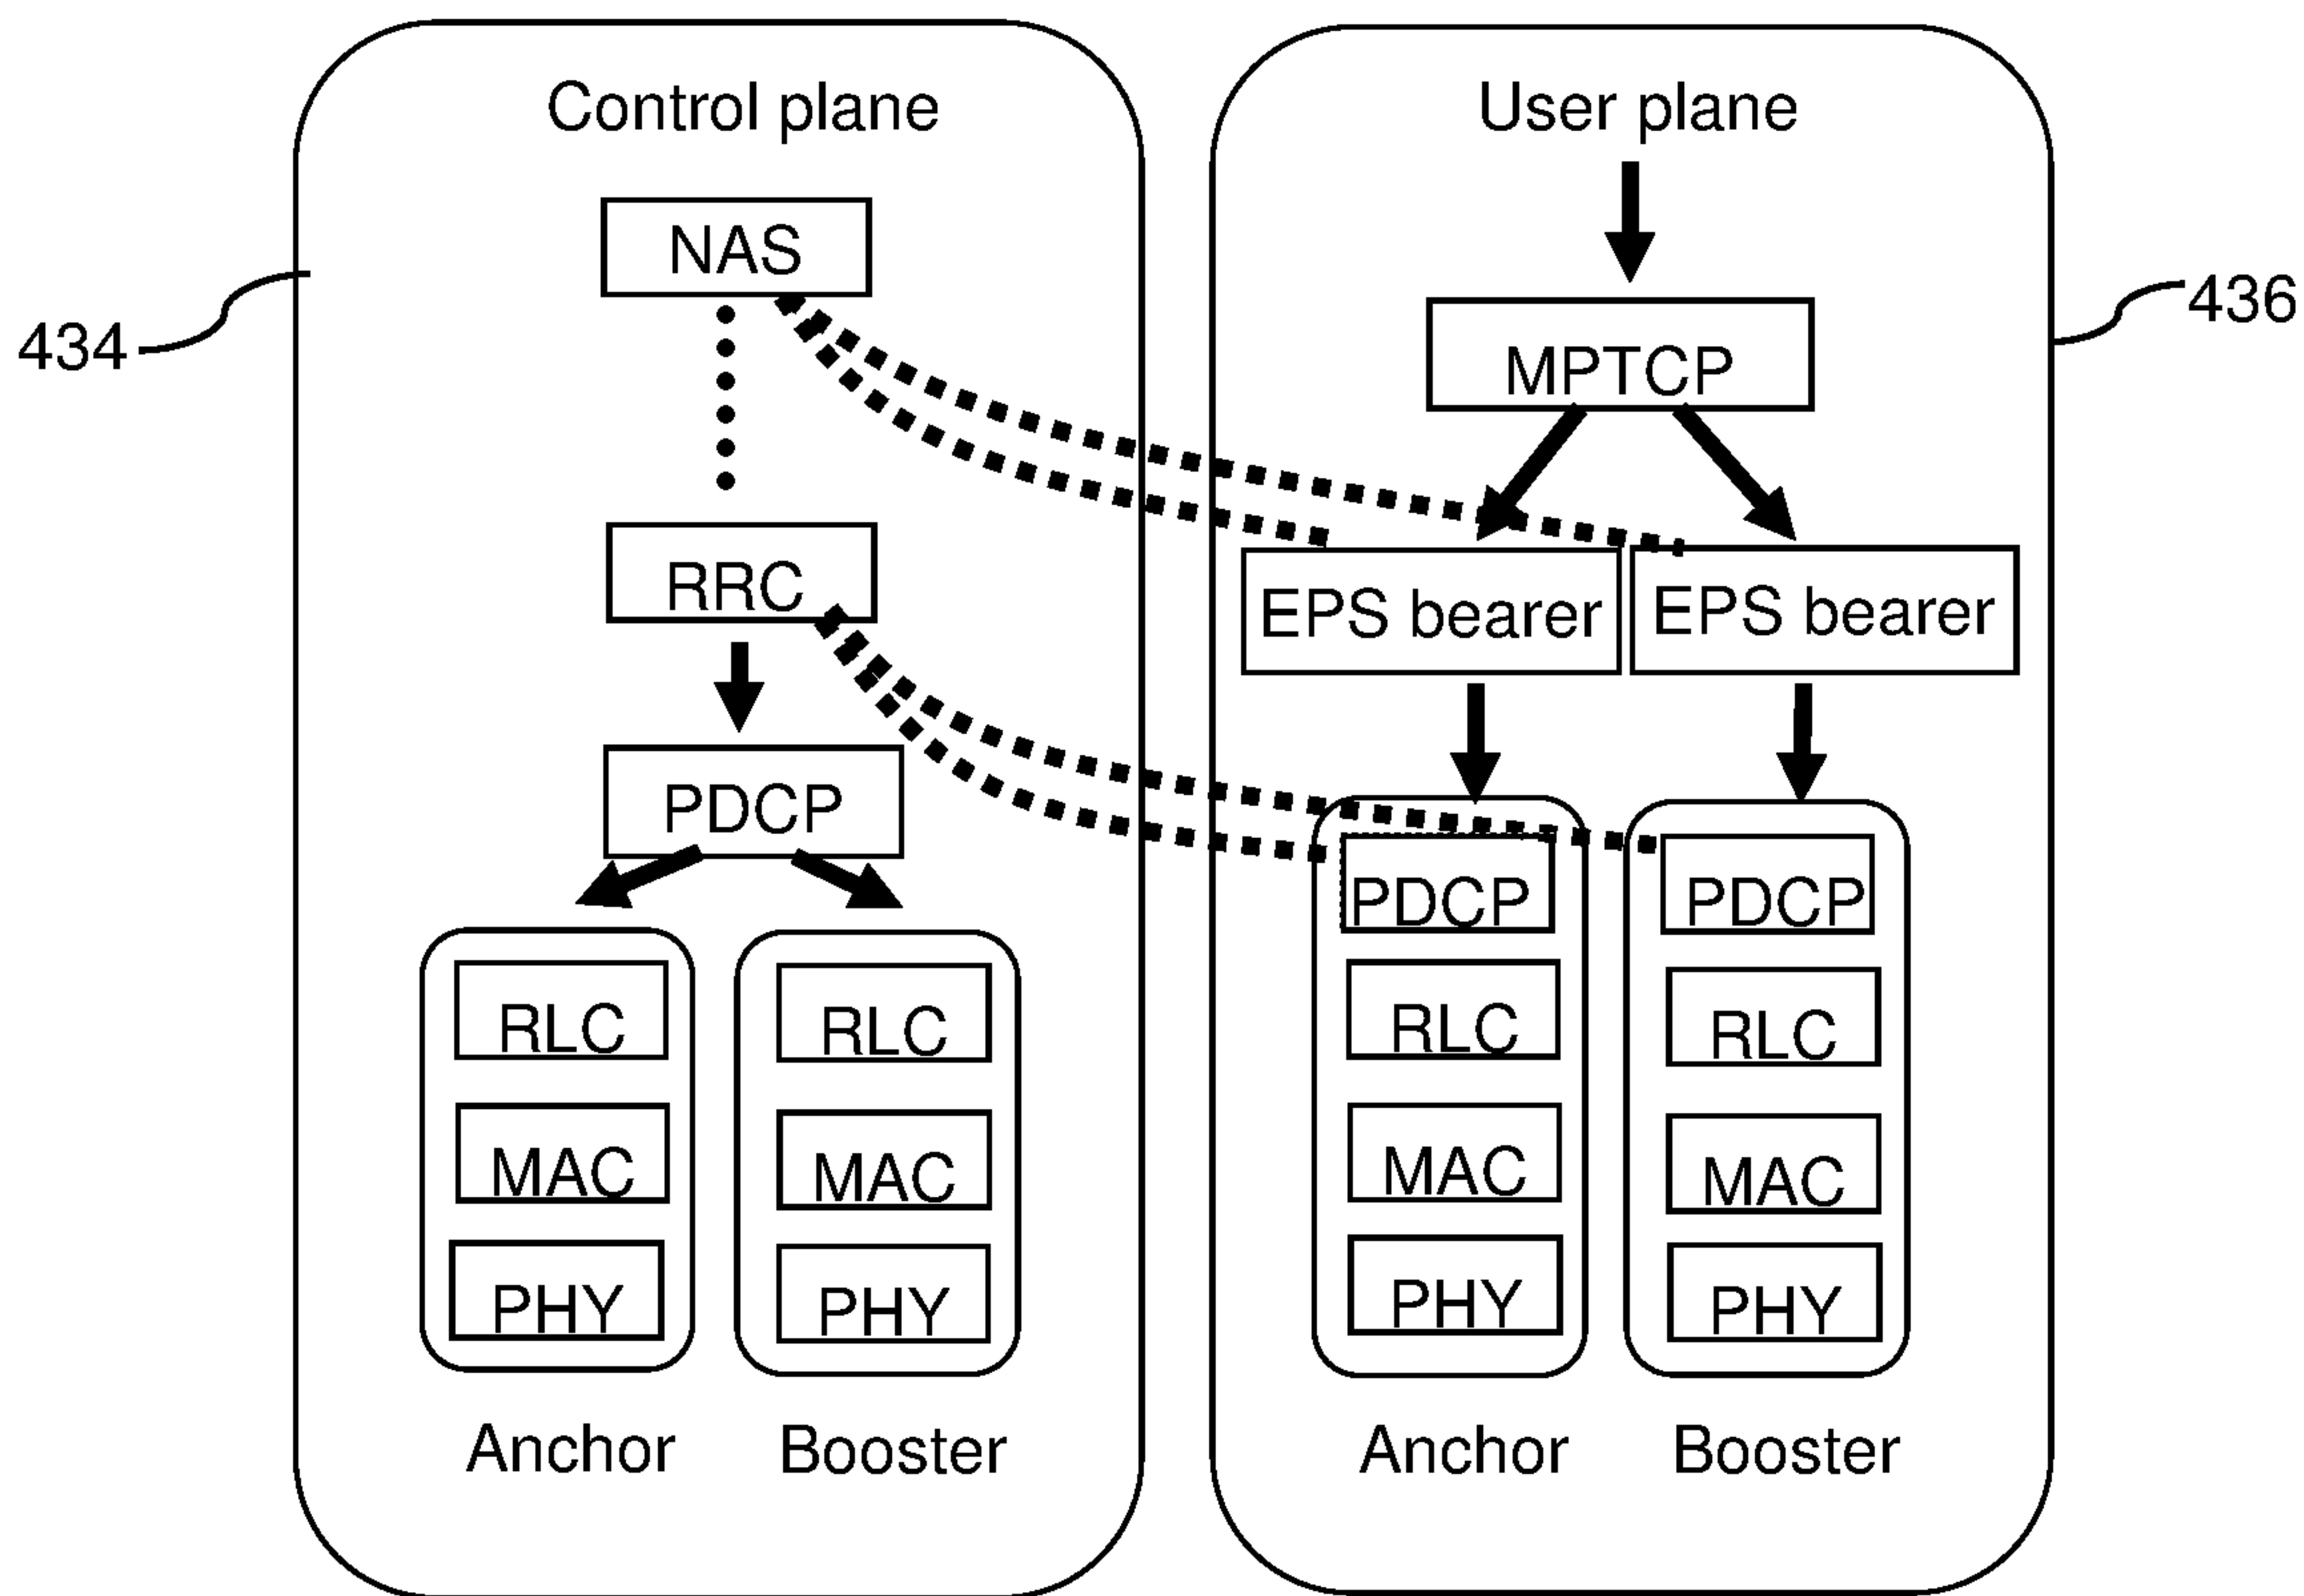 Control plane
NAS
434
RRC
PDCP
RLC RLC
MAC MAC
PHY PHY
Anchor Booster
User plane
436
MPTCP
EPS bearer EPS bearer
PDCP PDCP
RLC RLC
MAC MAC
PHY PHY
Anchor Booster